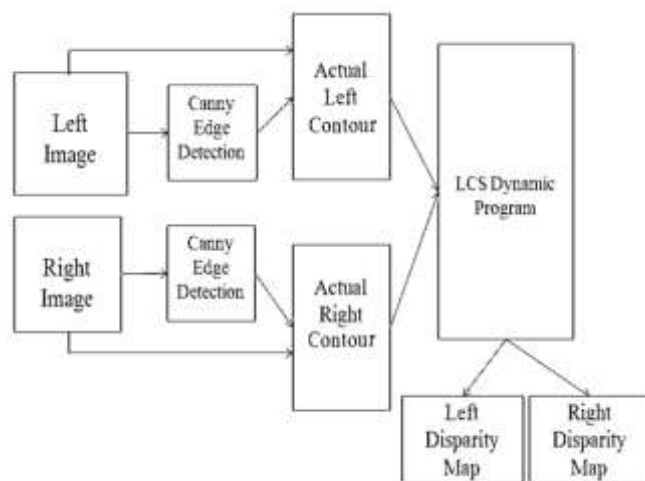 Left
Image
Canny
Edge
Detection
Actual
Left
Contour
LCS Dynamic
Program
Right
Image
Canny
Edge
Detection
Actual
Right
Contour
Left
Disparity
Map
Right
Disparity
Map